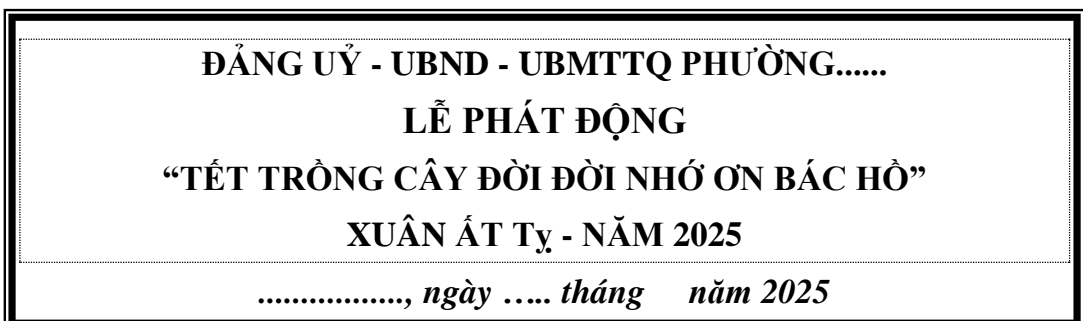 ĐẢNG UỶ - UBND - UBMTTQ PHƯỜNG......
LỄ PHÁT ĐỘNG
“TẾT TRỒNG CÂY ĐỜI ĐỜI NHỚ ƠN BÁC HỒ”
XUÂN ẤT Tỵ - NĂM 2025
................., ngày ….. tháng năm 2025